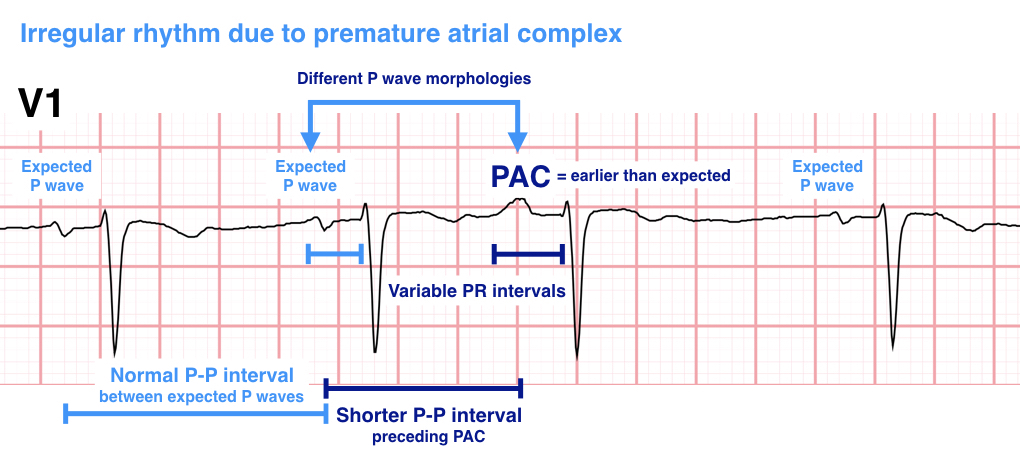 Irregular rhythm due to premature atrial complex
Different P wave morphologies
V1
Expected
P wave
Expected
P wave
PAC = earlier than expected
Expected
P wave
Variable PR intervals
Normal P-P interval
between expected P waves
Shorter P-P interval
preceding PAC